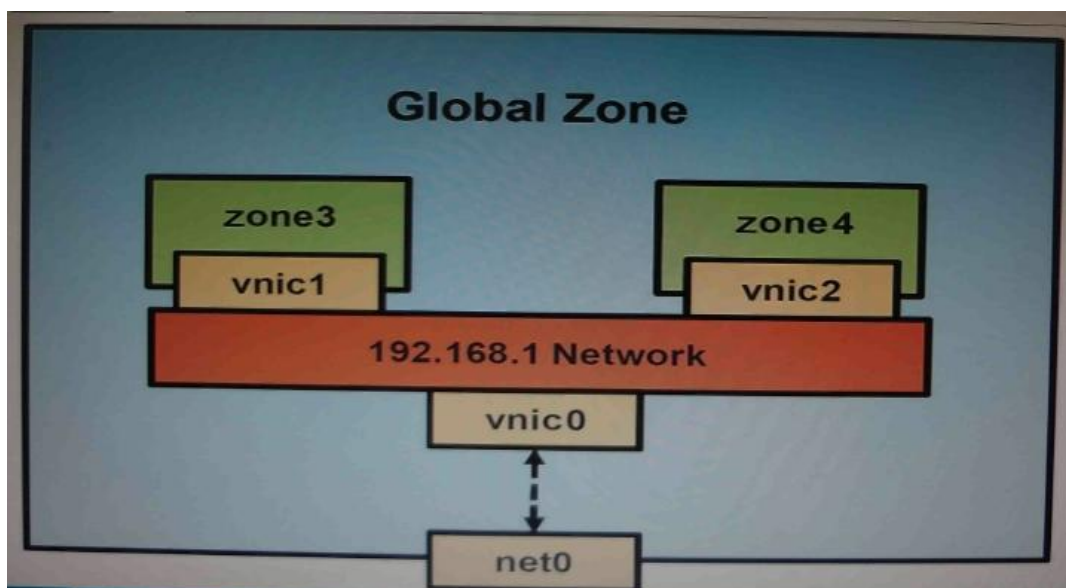 Global Zone
zone3
zone4
vnic1
vnic2
192.168.1 Network
vnic0
net0